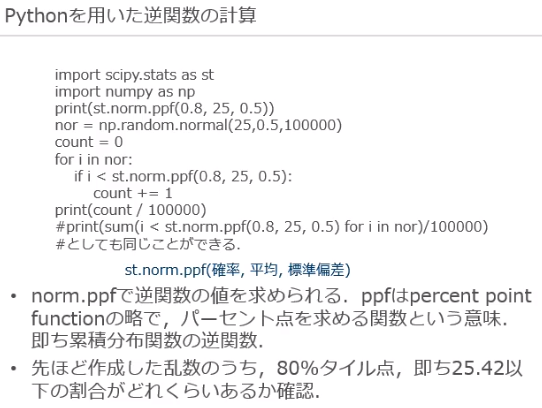 Pythonを用いた逆関数の計算
import scipy.stats as st
import numpy as np
print(st.norm.ppf(0.8, 25, 0.5))
nor = np.random.normal(25,0.5,100000)
count = 0
for i in nor:
if i < st.norm.ppf(0.8, 25, 0.5):
count += 1
print(count / 100000)
#print(sum(i < st.norm.ppf(0.8, 25, 0.5) for i in nor)/100000)
#としても同じことができる.
st.norm.ppf(確率, 平均, 標準偏差)
• norm.ppfで逆関数の値を求められる．ppfはpercent point
functionの略で，パーセント点を求める関数という意味．
即ち累積分布関数の逆関数．
• 先ほど作成した乱数のうち，80%タイル点，即ち25.42以
下の割合がどれくらいあるか確認．